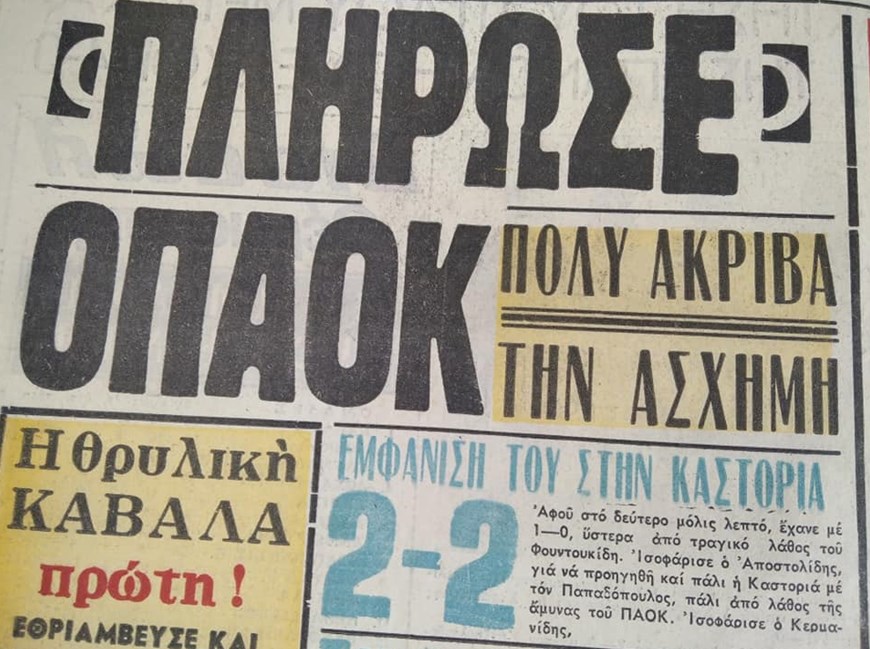 ΠΛΗΡΩΣΕ
Ο ΠΑΟΚ
ΠΟΛΥ ΑΚΡΙΒΑ
ΤΗΝ ΑΣΧΗΜΗ
ΕΜΦΑΝΙΣΗ ΤΟΥ ΣΤΗΝ ΚΑΣΤΟΡΙΑ
2-2
Ἀφοῦ στό δεύτερο μόλις λεπτό, ἔχανε μέ
1—0, ὕστερα ἀπό τραγικό λάθος τοῦ
Φουντουκίδη. Ἰσοφάρισε ὁ Ἀποστολίδης,
γιά νά προηγηθῆ καί πάλι ἡ Καστοριά μέ
τόν Παπαδόπουλος, πάλι ἀπό λάθος τῆς
ἄμυνας τοῦ ΠΑΟΚ. Ἰσοφάρισε ὁ Κερμα-
νίδης,
Η θρυλική
ΚΑΒΑΛΑ
πρώτη!
ΕΘΡΙΑΜΒΕΥΣΕ ΚΑΙ